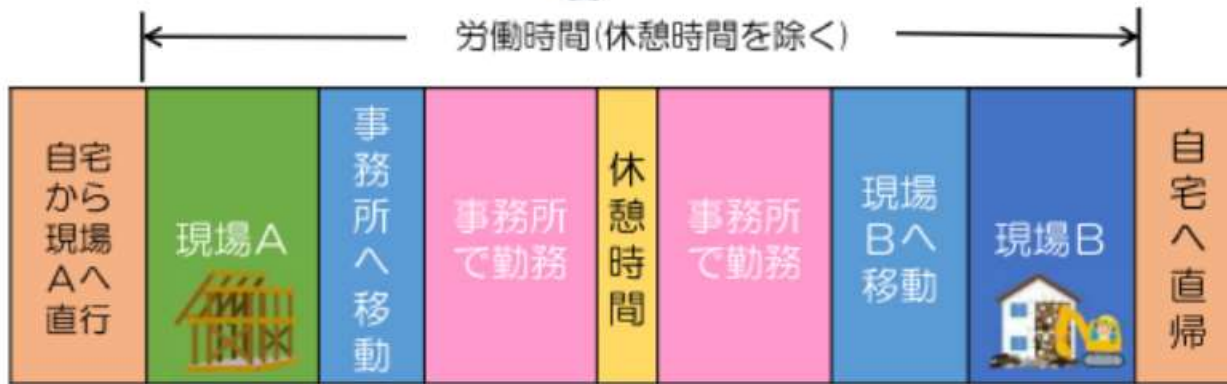 労働時間(休憩時間を除く)
自宅
から
現場
Aへ
直行
現場A
事務所へ移動
事務所
で勤務
休憩時間
事務所
で勤務
現場
Bへ
移動
現場B
自宅へ直帰